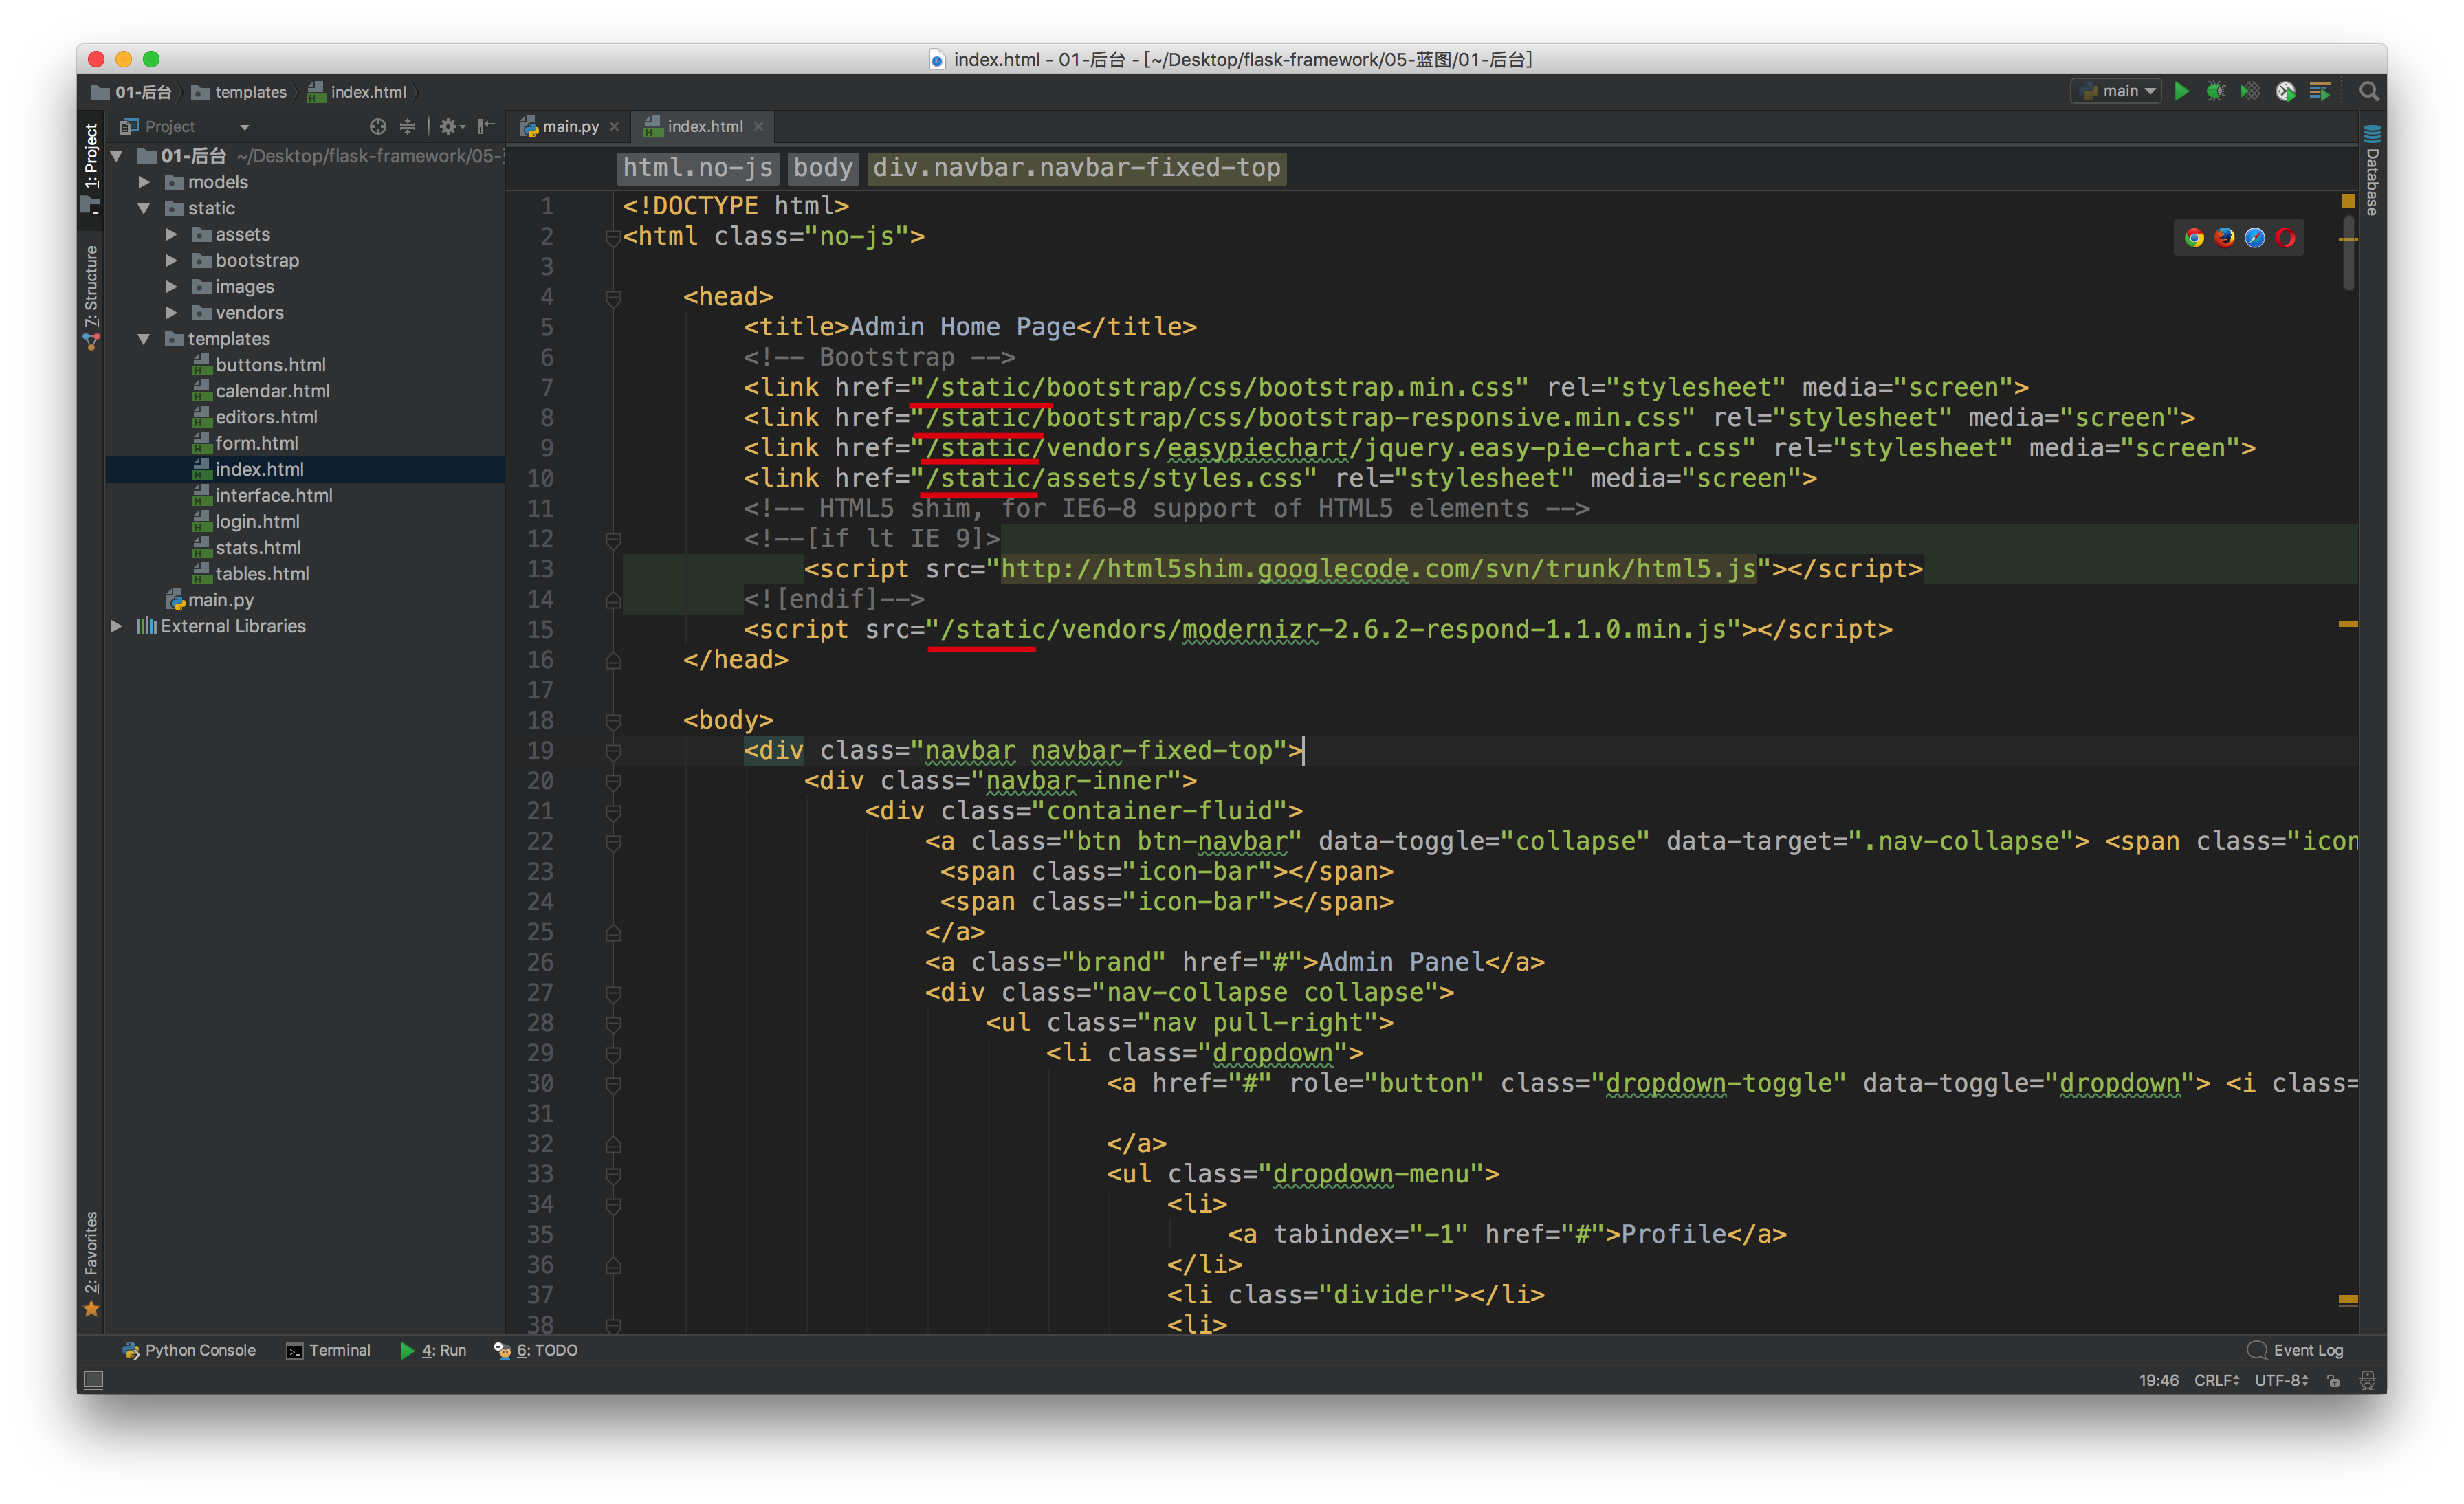 index.html - 01-后台 - [~/Desktop/flask-framework/05-蓝图/01-后台]
01-后台 templates index.html main
1: Project
Z: Structure
2: Favorites
Project
01-后台 ~/Desktop/flask-framework/05-
models
static
assets
bootstrap
images
vendors
templates
buttons.html
calendar.html
editors.html
form.html
index.html
interface.html
login.html
stats.html
tables.html
main.py
External Libraries
main.py index.html
html.no-js body div.navbar.navbar-fixed-top
1 <!DOCTYPE html>
2 <html class="no-js">
3
4 <head>
5 <title>Admin Home Page</title>
6 <!-- Bootstrap -->
7 <link href="/static/bootstrap/css/bootstrap.min.css" rel="stylesheet" media="screen">
8 <link href="/static/bootstrap/css/bootstrap-responsive.min.css" rel="stylesheet" media="screen">
9 <link href="/static/vendors/easypiechart/jquery.easy-pie-chart.css" rel="stylesheet" media="screen">
10 <link href="/static/assets/styles.css" rel="stylesheet" media="screen">
11 <!-- HTML5 shim, for IE6-8 support of HTML5 elements -->
12 <!--[if lt IE 9]>
13 <script src="http://html5shim.googlecode.com/svn/trunk/html5.js"></script>
14 <![endif]-->
15 <script src="/static/vendors/modernizr-2.6.2-respond-1.1.0.min.js"></script>
16 </head>
17
18 <body>
19 <div class="navbar navbar-fixed-top">
20 <div class="navbar-inner">
21 <div class="container-fluid">
22 <a class="btn btn-navbar" data-toggle="collapse" data-target=".nav-collapse"> <span class="icon
23 <span class="icon-bar"></span>
24 <span class="icon-bar"></span>
25 </a>
26 <a class="brand" href="#">Admin Panel</a>
27 <div class="nav-collapse collapse">
28 <ul class="nav pull-right">
29 <li class="dropdown">
30 <a href="#" role="button" class="dropdown-toggle" data-toggle="dropdown"> <i class=
31
32 </a>
33 <ul class="dropdown-menu">
34 <li>
35 <a tabindex="-1" href="#">Profile</a>
36 </li>
37 <li class="divider"></li>
38 <li>
Database
Python Console Terminal 4: Run 6: TODO Event Log
19:46 CRLF UTF-8